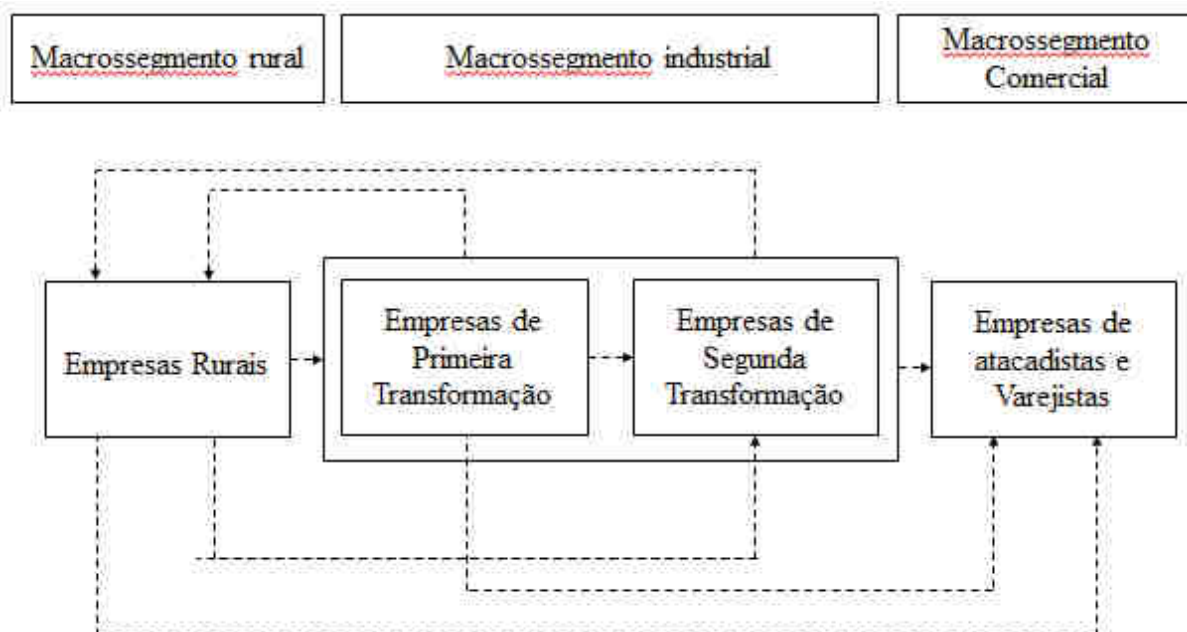 Macrossegmento rural
Macrossegmento industrial
Macrossegmento
Comercial
Empresas Rurais
Empresas de
Primeira
Transformação
Empresas de
Segunda
Transformação
Empresas de
atacadistas e
Varejistas